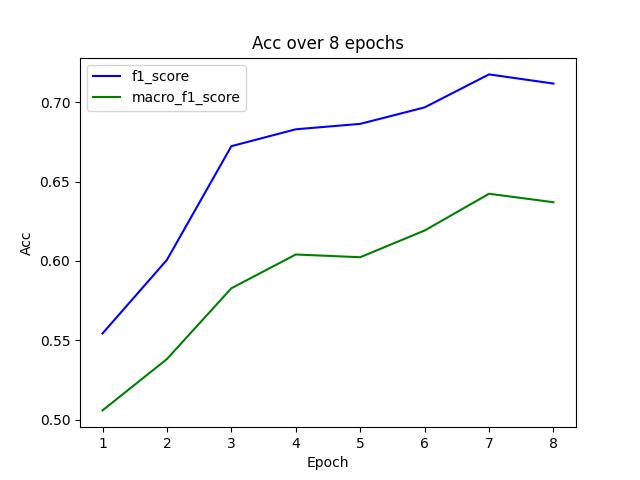 Acc over 8 epochs
f1_score
macro_f1_score
0.70
0.65
0.60
0.55
0.50
Acc
1 2 3 4 5 6 7 8
Epoch